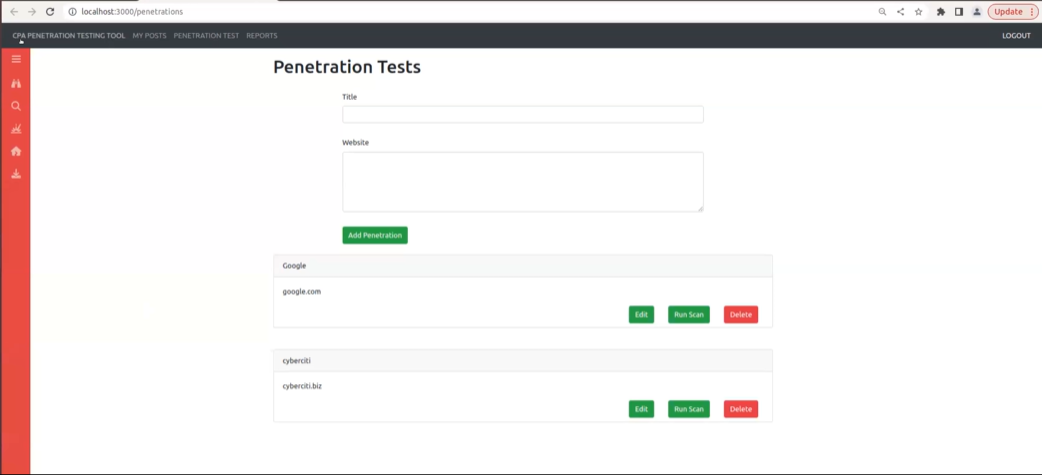 localhost:3000/penetrations
Update
CPA PENETRATION TESTING TOOL MY POSTS PENETRATION TEST REPORTS LOGOUT
Penetration Tests
Title
Website
Add Penetration
Google
google.com
Edit Run Scan Delete
cyberciti
cyberciti.biz
Edit Run Scan Delete